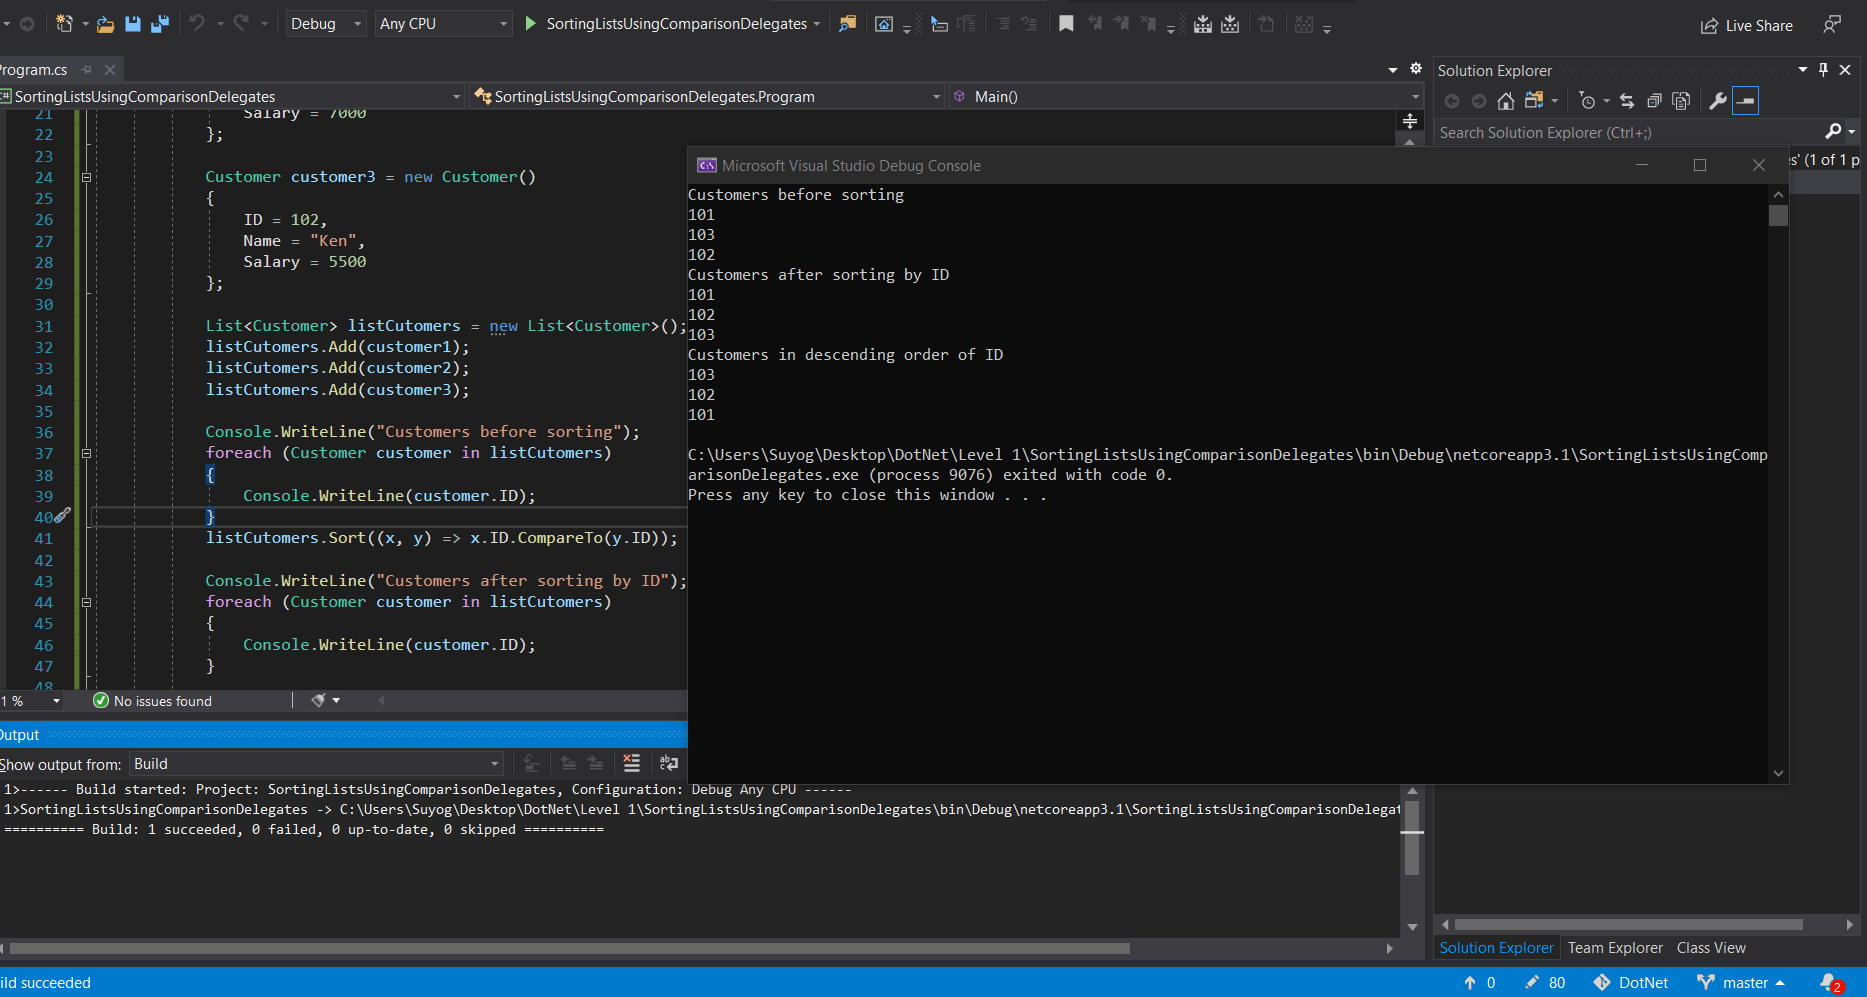 Debug Any CPU SortingListsUsingComparisonDelegates Live Share
Program.cs
SortingListsUsingComparisonDelegates SortingListsUsingComparisonDelegates.Program Main()
21 Salary = 7000
22 };
23
24 Customer customer3 = new Customer()
25 {
26 ID = 102,
27 Name = "Ken",
28 Salary = 5500
29 };
30
31 List<Customer> listCutomers = new List<Customer>();
32 listCutomers.Add(customer1);
33 listCutomers.Add(customer2);
34 listCutomers.Add(customer3);
35
36 Console.WriteLine("Customers before sorting");
37 foreach (Customer customer in listCutomers)
38 {
39 Console.WriteLine(customer.ID);
40 }
41 listCutomers.Sort((x, y) => x.ID.CompareTo(y.ID));
42
43 Console.WriteLine("Customers after sorting by ID");
44 foreach (Customer customer in listCutomers)
45 {
46 Console.WriteLine(customer.ID);
47 }
48
1 % No issues found
Microsoft Visual Studio Debug Console
Customers before sorting
101
103
102
Customers after sorting by ID
101
102
103
Customers in descending order of ID
103
102
101
C:\Users\Suyog\Desktop\DotNet\Level 1\SortingListsUsingComparisonDelegates\bin\Debug\netcoreapp3.1\SortingListsUsingComp
arisonDelegates.exe (process 9076) exited with code 0.
Press any key to close this window . . .
Solution Explorer
Search Solution Explorer (Ctrl+;)
s' (1 of 1 p
Output
Show output from: Build
1>------ Build started: Project: SortingListsUsingComparisonDelegates, Configuration: Debug Any CPU ------
1>SortingListsUsingComparisonDelegates -> C:\Users\Suyog\Desktop\DotNet\Level 1\SortingListsUsingComparisonDelegates\bin\Debug\netcoreapp3.1\SortingListsUsingComparisonDelegat
========== Build: 1 succeeded, 0 failed, 0 up-to-date, 0 skipped ==========
Solution Explorer Team Explorer Class View
ild succeeded 0 80 DotNet master 2